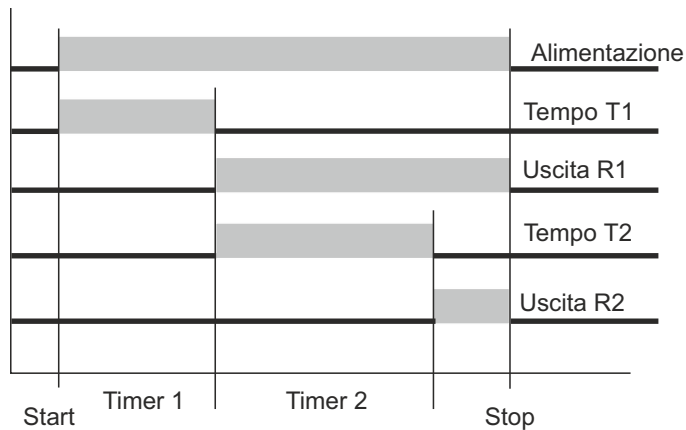 Alimentazione
Tempo T1
Uscita R1
Tempo T2
Uscita R2
Timer 1
Timer 2
Start
Stop